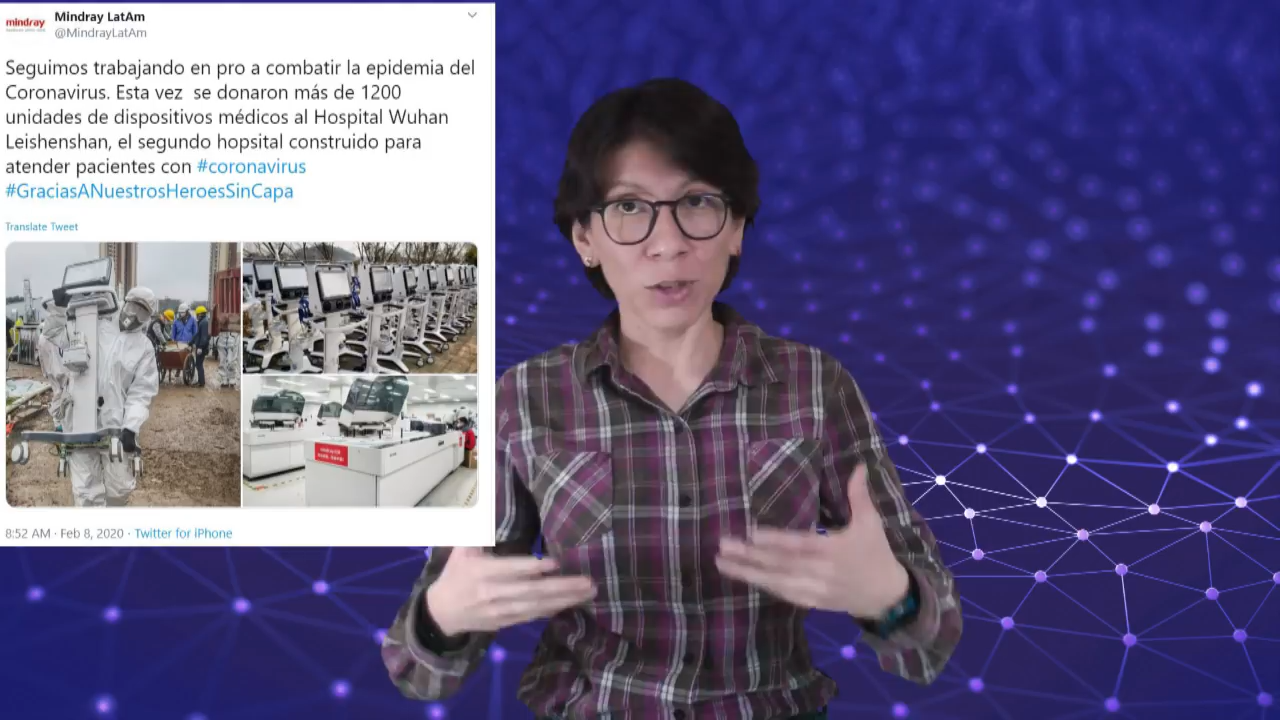 mindray
Mindray LatAm
@MindrayLatAm
Seguimos trabajando en pro a combatir la epidemia del
Coronavirus. Esta vez se donaron más de 1200
unidades de dispositivos médicos al Hospital Wuhan
Leishenshan, el segundo hopsital construido para
atender pacientes con #coronavirus
#GraciasANuestrosHeroesSinCapa
Translate Tweet
8:52 AM · Feb 8, 2020 · Twitter for iPhone